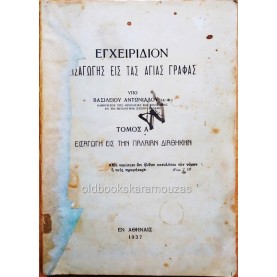 ΕΓΧΕΙΡΙΔΙΟΝ
ΕΙΣΑΓΩΓΗΣ ΕΙΣ ΤΑΣ ΑΓΙΑΣ ΓΡΑΦΑΣ
ΥΠΟ
ΒΑΣΙΛΕΙΟΥ ΑΝΤΩΝΙΑΔΟΥ
ΤΟΜΟΣ Α
ΕΙΣΑΓΩΓΗ ΕΙΣ ΤΗΝ ΠΑΛΑΙΑΝ ΔΙΑΘΗΚΗΝ
oldbookskaramouzas
ΕΝ ΑΘΗΝΑΙΣ
1937